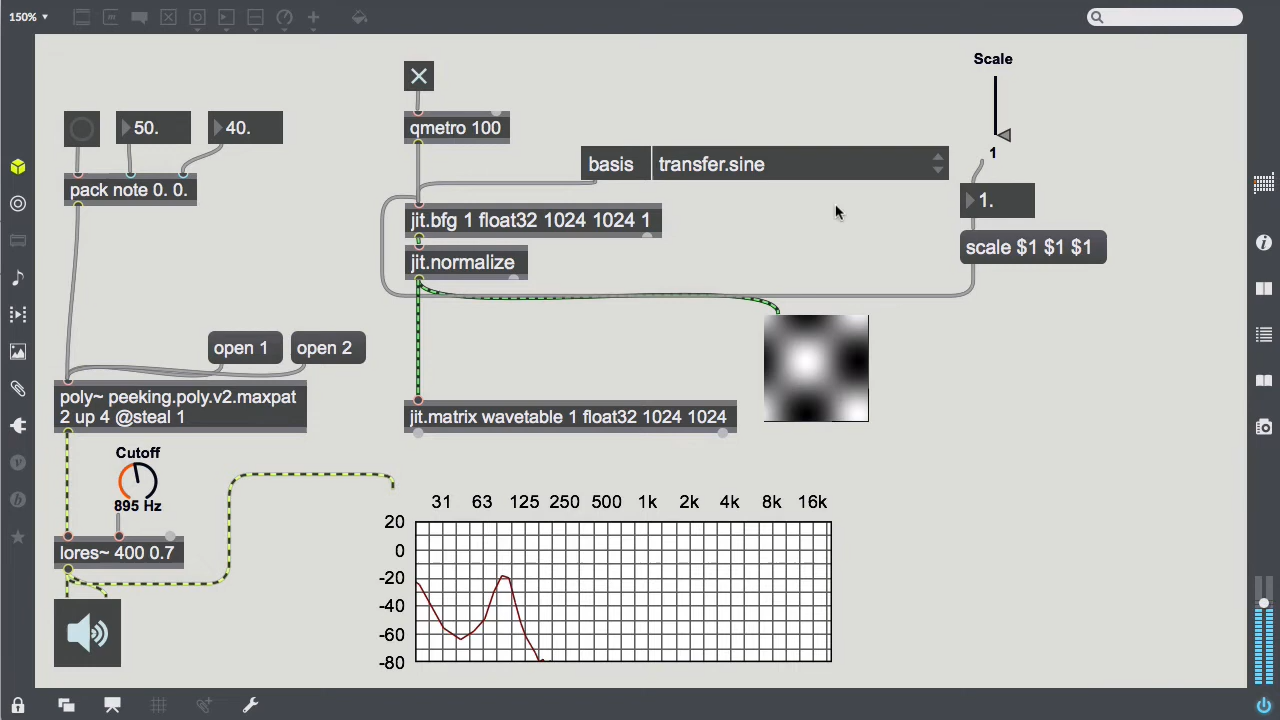 150%
Scale
1
50.
40.
qmetro 100
basis
transfer.sine
pack note 0. 0.
1.
jit.bfg 1 float32 1024 1024 1
scale $1 $1 $1
jit.normalize
open 1
open 2
poly~ peeking.poly.v2.maxpat
2 up 4 @steal 1
jit.matrix wavetable 1 float32 1024 1024
Cutoff
895 Hz
31 63 125 250 500 1k 2k 4k 8k 16k
20
0
-20
-40
-60
-80
lores~ 400 0.7